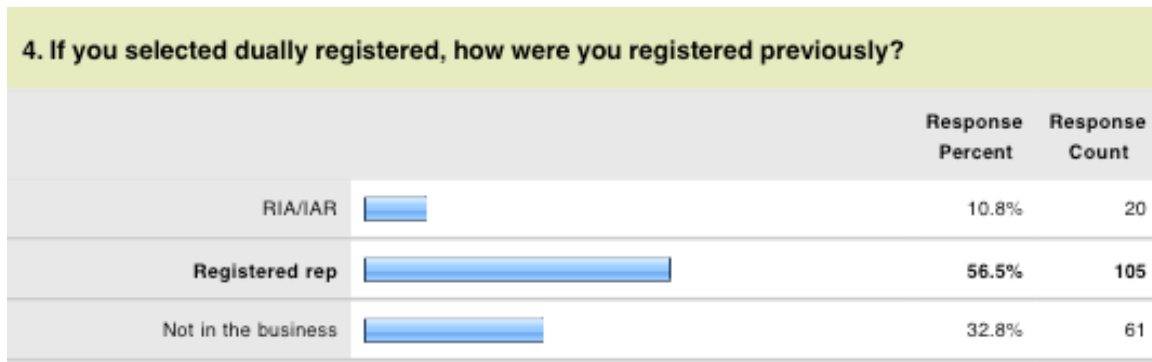 4. If you selected dually registered, how were you registered previously?
Response Response
Percent Count
RIA/IAR 10.8% 20
Registered rep 56.5% 105
Not in the business 32.8% 61